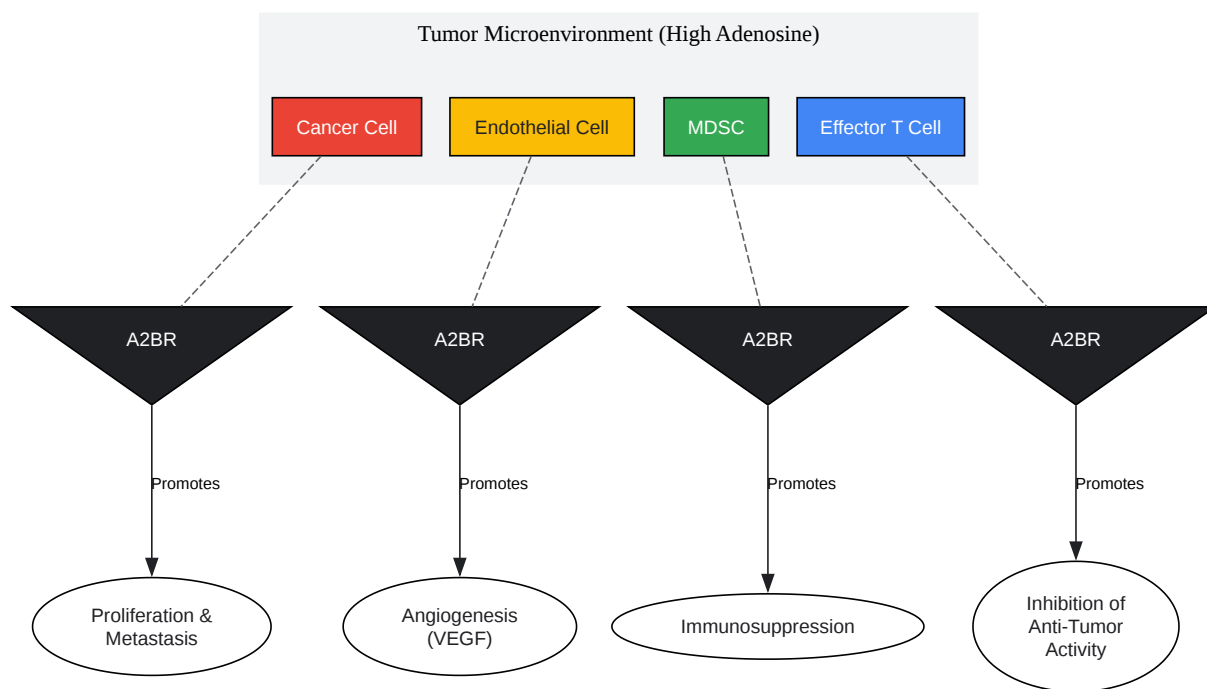 Tumor Microenvironment (High Adenosine)
Cancer Cell
Endothelial Cell
MDSC
Effector T Cell
A2BR
A2BR
A2BR
A2BR
Promotes
Promotes
Promotes
Promotes
Proliferation &
Metastasis
Angiogenesis
(VEGF)
Immunosuppression
Inhibition of
Anti-Tumor
Activity